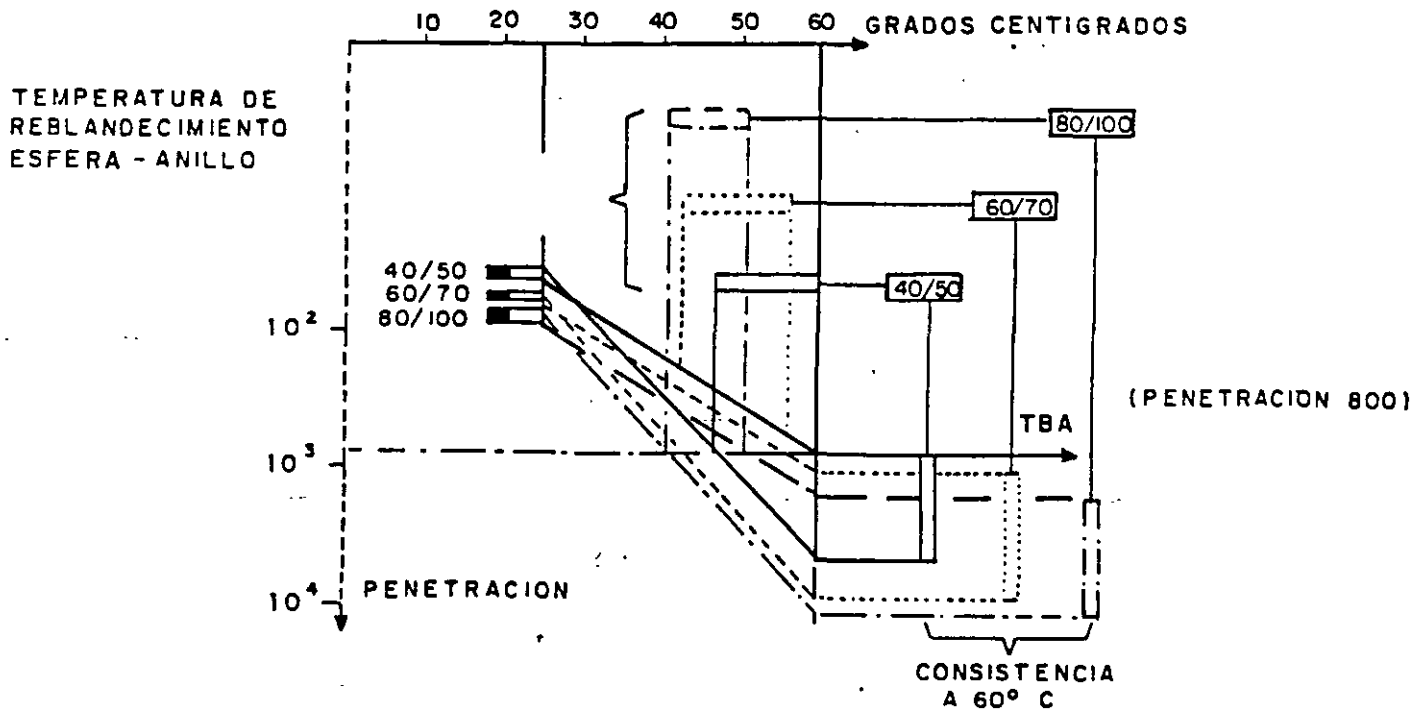 10 20 30 40 50 60 GRADOS CENTIGRADOS
TEMPERATURA DE
REBLANDECIMIENTO
ESFERA - ANILLO
80/100
60/70
40/50
40/50
60/70
80/100
10²
(PENETRACION 800)
TBA
10³
10⁴
PENETRACION
CONSISTENCIA
A 60° C